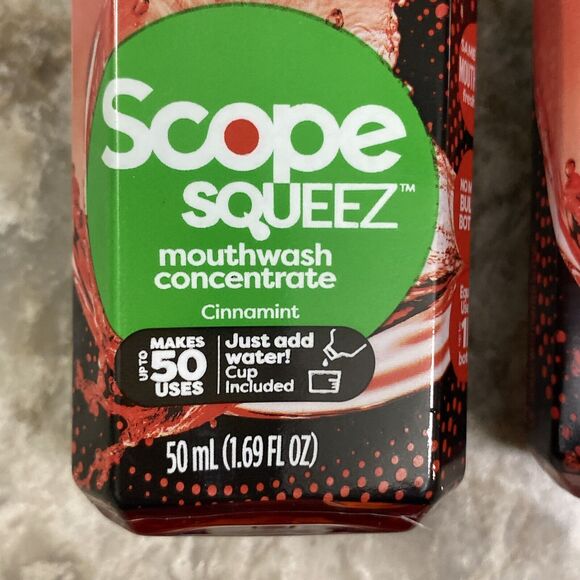 Scope
SQUEEZ™
mouthwash
concentrate
Cinnamint
UP TO
MAKES
50
USES
Just add
water!
Cup
Included
50 mL (1.69 FL OZ)